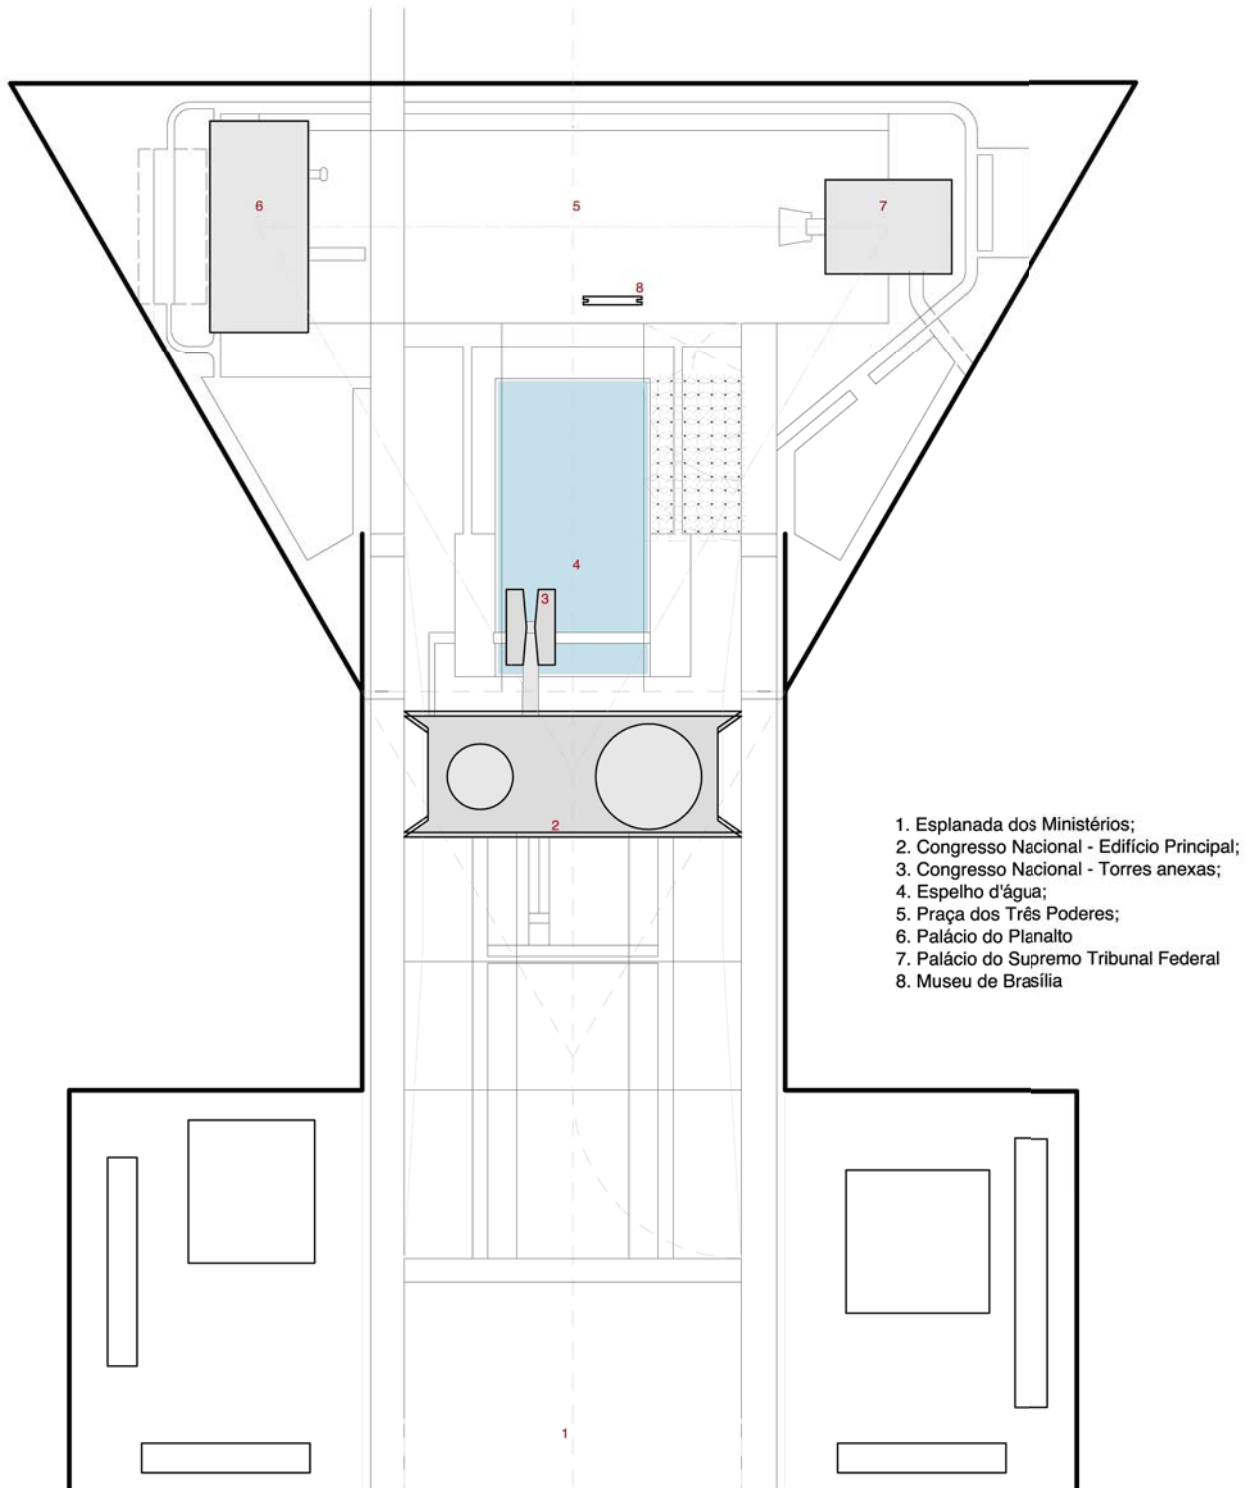 6
5
7
8
4
3
2
1. Esplanada dos Ministérios;
2. Congresso Nacional - Edifício Principal;
3. Congresso Nacional - Torres anexas;
4. Espelho d'água;
5. Praça dos Três Poderes;
6. Palácio do Planalto
7. Palácio do Supremo Tribunal Federal
8. Museu de Brasília
1